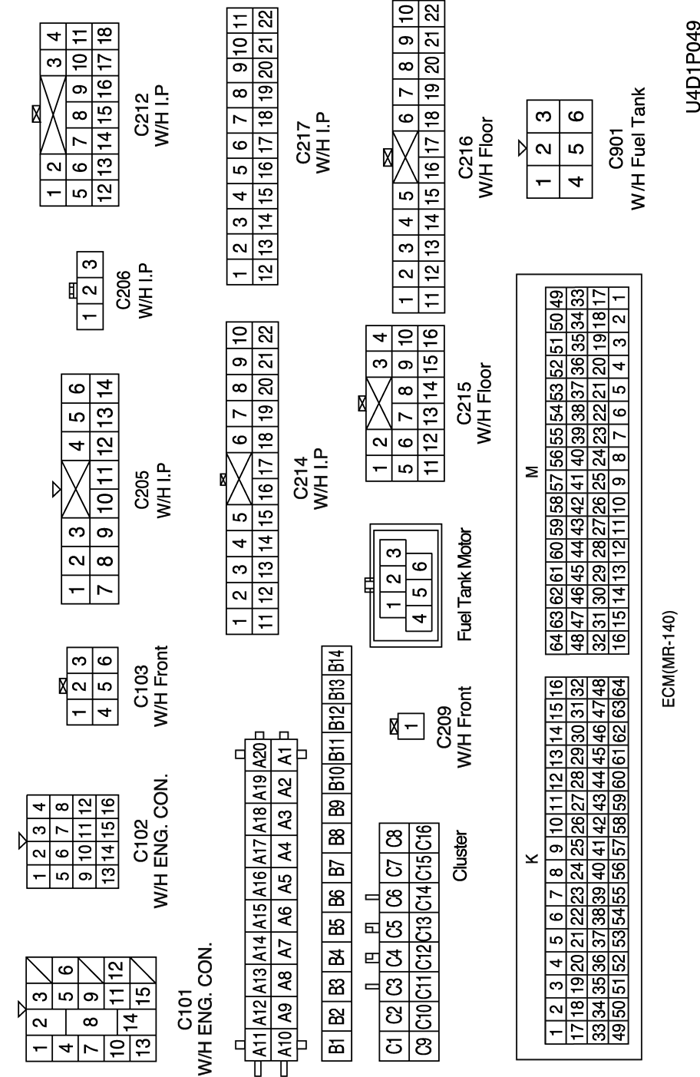 1 2 3
4 5 6
7 8 9
10 11 12
13 14 15
C101
W/H ENG. CON.
1 2 3 4
5 6 7 8
9 10 11 12
13 14 15 16
C102
W/H ENG. CON.
1 2 3
4 5 6
C103
W/H Front
1 2 3 4 5 6
7 8 9 10 11 12 13 14
C205
W/H I.P
1 2 3
C206
W/H I.P
1 2 3 4
5 6 7 8 9 10 11
12 13 14 15 16 17 18
C212
W/H I.P
A11 A12 A13 A14 A15 A16 A17 A18 A19 A20
A10 A9 A8 A7 A6 A5 A4 A3 A2 A1
B1 B2 B3 B4 B5 B6 B7 B8 B9 B10 B11 B12 B13 B14
C1 C2 C3 C4 C5 C6 C7 C8
C9 C10 C11 C12 C13 C14 C15 C16
Cluster
1 2 3 4 5 6 7 8 9 10
11 12 13 14 15 16 17 18 19 20 21 22
C214
W/H I.P
1 2 3 4 5 6 7 8 9 10 11
12 13 14 15 16 17 18 19 20 21 22
C217
W/H I.P
1
C209
W/H Front
1 2 3
4 5 6
Fuel Tank Motor
1 2 3 4
5 6 7 8 9 10
11 12 13 14 15 16
C215
W/H Floor
1 2 3 4 5 6 7 8 9 10
11 12 13 14 15 16 17 18 19 20 21 22
C216
W/H Floor
K
1 2 3 4 5 6 7 8 9 10 11 12 13 14 15 16
17 18 19 20 21 22 23 24 25 26 27 28 29 30 31 32
33 34 35 36 37 38 39 40 41 42 43 44 45 46 47 48
49 50 51 52 53 54 55 56 57 58 59 60 61 62 63 64
M
64 63 62 61 60 59 58 57 56 55 54 53 52 51 50 49
48 47 46 45 44 43 42 41 40 39 38 37 36 35 34 33
32 31 30 29 28 27 26 25 24 23 22 21 20 19 18 17
16 15 14 13 12 11 10 9 8 7 6 5 4 3 2 1
ECM(MR-140)
1 2 3
4 5 6
C901
W/H Fuel Tank
U4D1P049